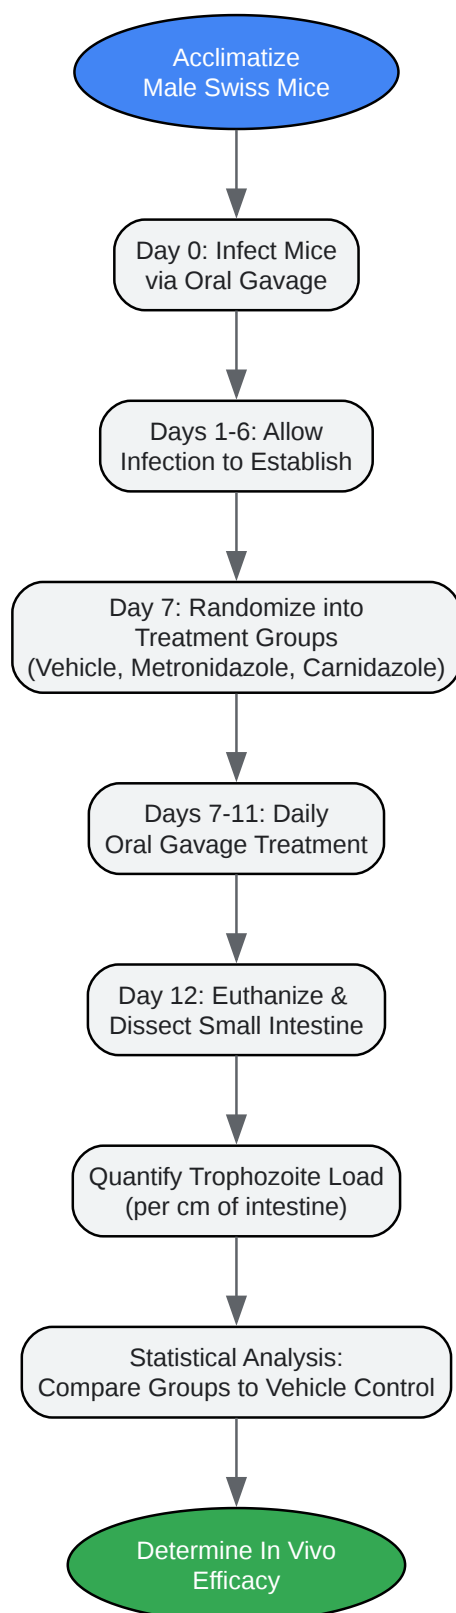 Acclimatize
Male Swiss Mice
Day 0: Infect Mice
via Oral Gavage
Days 1-6: Allow
Infection to Establish
Day 7: Randomize into
Treatment Groups
(Vehicle, Metronidazole, Carnidazole)
Days 7-11: Daily
Oral Gavage Treatment
Day 12: Euthanize &
Dissect Small Intestine
Quantify Trophozoite Load
(per cm of intestine)
Statistical Analysis:
Compare Groups to Vehicle Control
Determine In Vivo
Efficacy